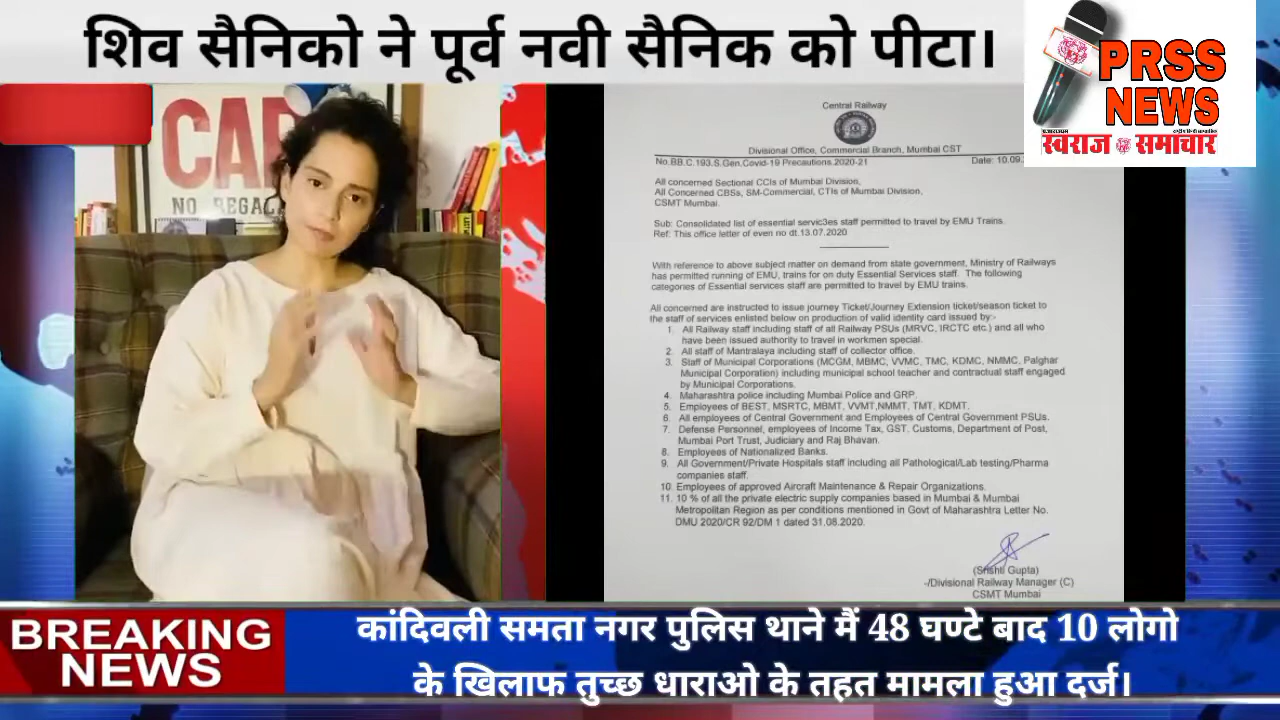 शिव सैनिको ने पूर्व नवी सैनिक को पीटा।
PRSS
NEWS
स्वराज समाचार
NO REGA
Central Railway
Divisional Office, Commercial Branch, Mumbai CST
No.BB.C.193.S.Gen.Covid-19 Precautions.2020-21 Date: 10.09.
All concerned Sectional CCIs of Mumbai Division,
All Concerned CBSs, SM-Commercial, CTIs of Mumbai Division,
CSMT Mumbai.
Sub: Consolidated list of essential servic3es staff permitted to travel by EMU Trains.
Ref: This office letter of even no dt.13.07.2020
With reference to above subject matter on demand from state government, Ministry of Railways
has permitted running of EMU, trains for on duty Essential Services staff. The following
categories of Essential services staff are permitted to travel by EMU trains.
All concerned are instructed to issue journey Ticket/Journey Extension ticket/season ticket to
the staff of services enlisted below on production of valid identity card issued by:-
1. All Railway staff including staff of all Railway PSUs (MRVC, IRCTC etc.) and all who
have been issued authority to travel in workmen special.
2. All staff of Mantralaya including staff of collector office.
3. Staff of Municipal Corporations (MCGM, MBMC, VVMC, TMC, KDMC, NMMC, Palghar
Municipal Corporation) including municipal school teacher and contractual staff engaged
by Municipal Corporations.
4. Maharashtra police including Mumbai Police and GRP.
5. Employees of BEST, MSRTC, MBMT, VVMT,NMMT, TMT, KDMT.
6. All employees of Central Government and Employees of Central Government PSUs.
7. Defense Personnel, employees of Income Tax, GST. Customs, Department of Post,
Mumbai Port Trust, Judiciary and Raj Bhavan.
8. Employees of Nationalized Banks.
9. All Government/Private Hospitals staff including all Pathological/Lab testing/Pharma
companies staff.
10. Employees of approved Aircraft Maintenance & Repair Organizations.
11. 10 % of all the private electric supply companies based in Mumbai & Mumbai
Metropolitan Region as per conditions mentioned in Govt of Maharashtra Letter No.
DMU 2020/CR 92/DM 1 dated 31.08.2020.
(Srishti Gupta)
-/Divisional Railway Manager (C)
CSMT Mumbai
BREAKING
NEWS
कांदिवली समता नगर पुलिस थाने मैं 48 घण्टे बाद 10 लोगो
के खिलाफ तुच्छ धाराओ के तहत मामला हुआ दर्ज।